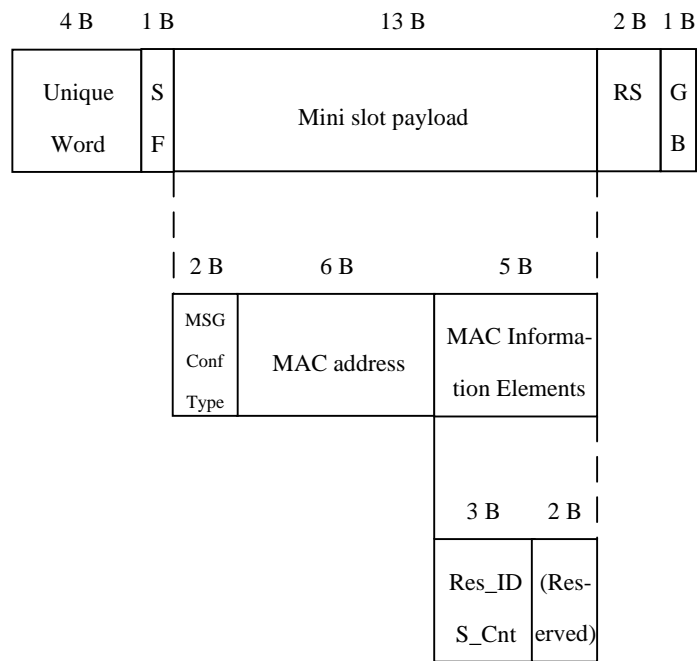 4 B 1 B 13 B 2 B 1 B
Unique
Word
S
F
Mini slot payload
RS
G
B
2 B 6 B 5 B
MSG
Conf
Type
MAC address
MAC Informa-
tion Elements
3 B 2 B
Res_ID
S_Cnt
(Res-
erved)